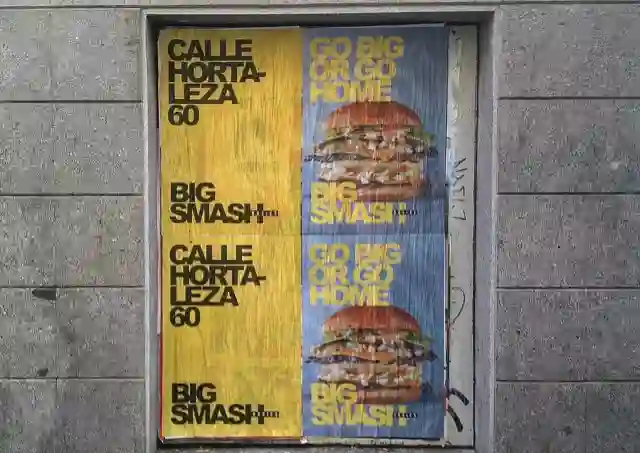 CALLE
HORTA-
LEZA
60
BIG
SMASH
GO BIG
OR GO
HOME
BIG
SMASH
CALLE
HORTA-
LEZA
60
BIG
SMASH
GO BIG
OR GO
HOME
BIG
SMASH